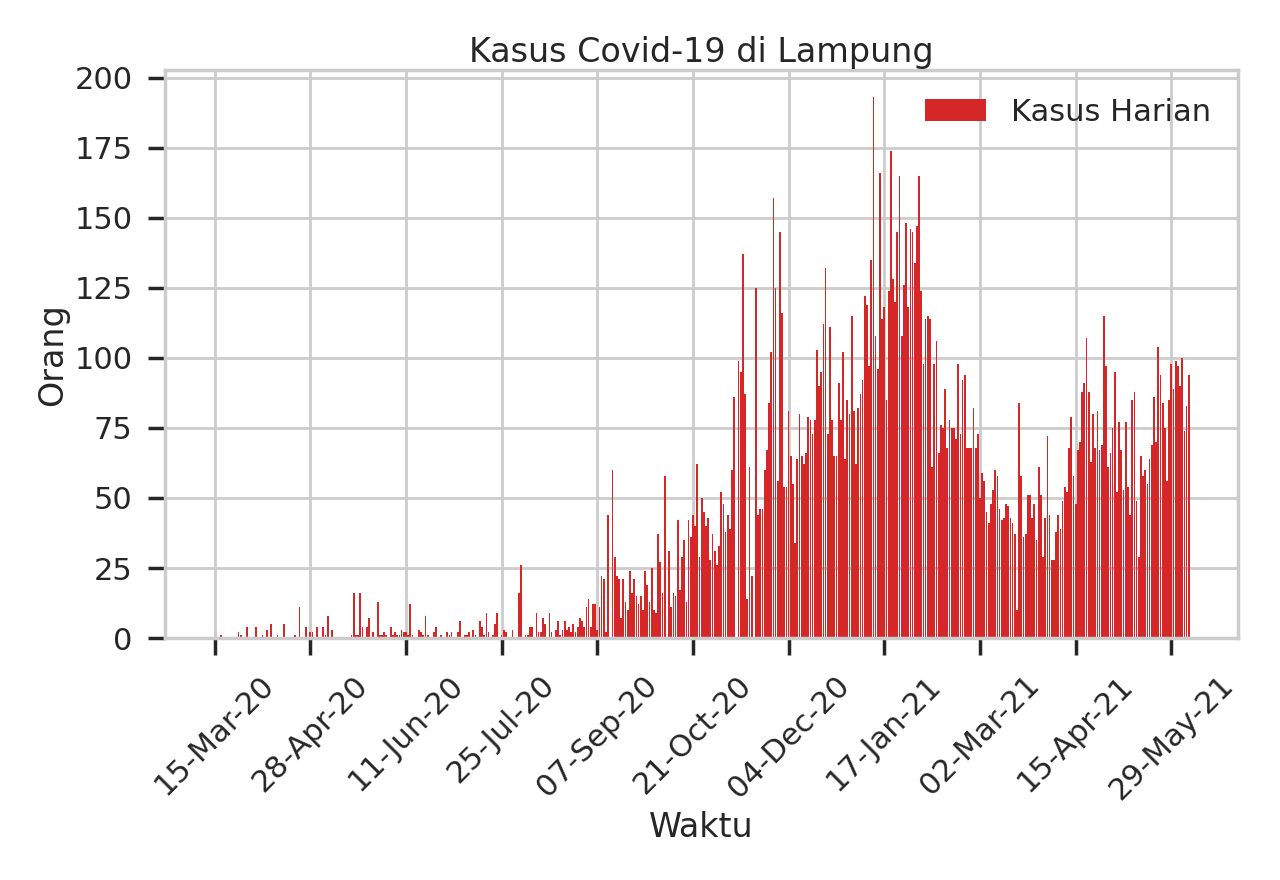 Kasus Covid-19 di Lampung
Kasus Harian
Orang
200
175
150
125
100
75
50
25
0
15-Mar-20
28-Apr-20
11-Jun-20
25-Jul-20
07-Sep-20
21-Oct-20
04-Dec-20
17-Jan-21
02-Mar-21
15-Apr-21
29-May-21
Waktu